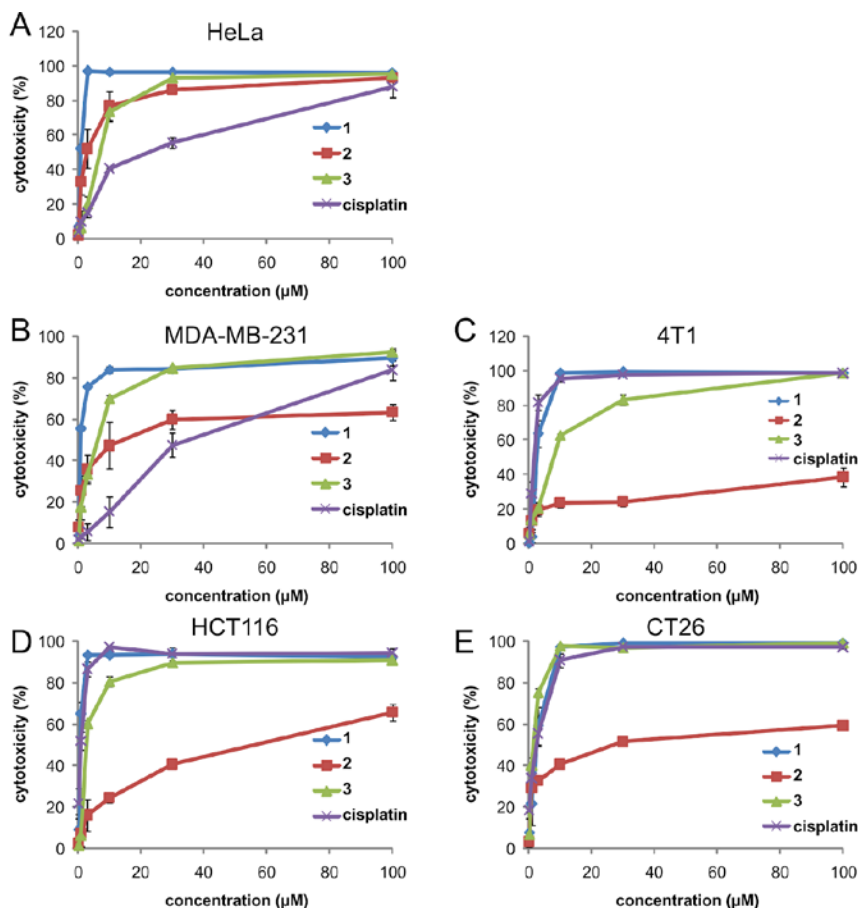 A
HeLa
120
100
80
60
40
20
0
cytotoxicity (%)
1
2
3
cisplatin
0 20 40 60 80 100
concentration (µM)
B
MDA-MB-231
100
80
60
40
20
0
cytotoxicity (%)
1
2
3
cisplatin
0 20 40 60 80 100
concentration (µM)
C
4T1
120
100
80
60
40
20
0
cytotoxicity (%)
1
2
3
cisplatin
0 20 40 60 80 100
concentration (µM)
D
HCT116
100
80
60
40
20
0
cytotoxicity (%)
1
2
3
cisplatin
0 20 40 60 80 100
concentration (µM)
E
CT26
100
80
60
40
20
0
cytotoxicity (%)
1
2
3
cisplatin
0 20 40 60 80 100
concentration (µM)